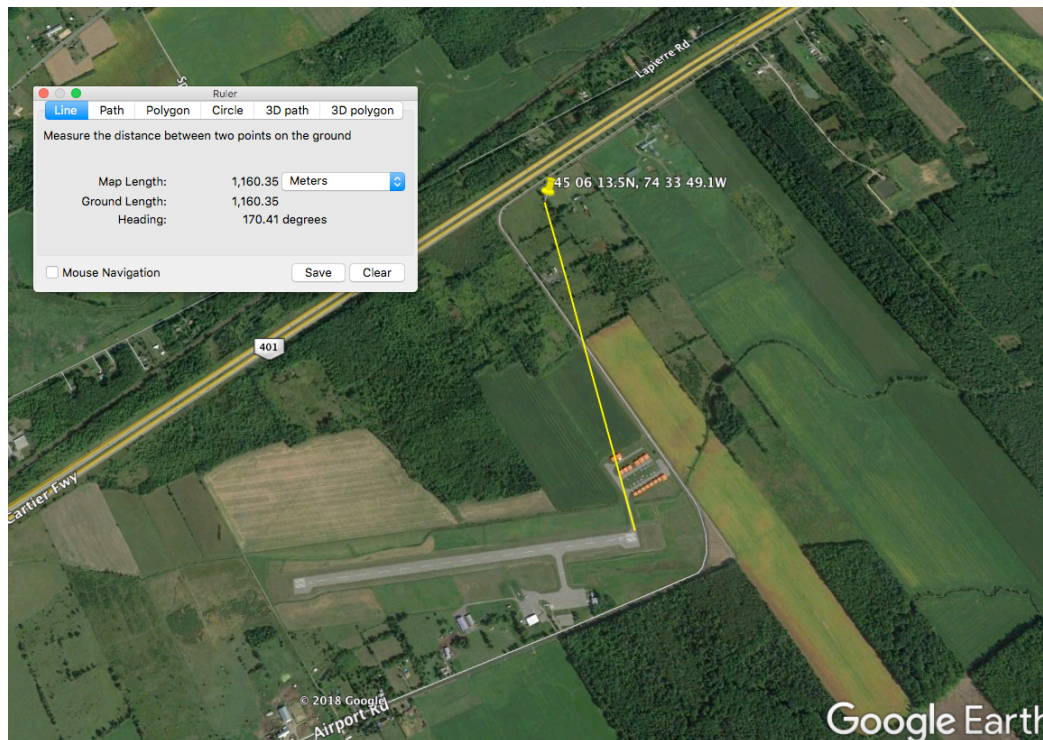 Ruler
Line Path Polygon Circle 3D path 3D polygon
Measure the distance between two points on the ground
Map Length: 1,160.35 Meters
Ground Length: 1,160.35
Heading: 170.41 degrees
Mouse Navigation Save Clear
Lapierre Rd
45 06 13.5N, 74 33 49.1W
401
Cartier Fwy
© 2018 Google
Airport Rd
Google Earth